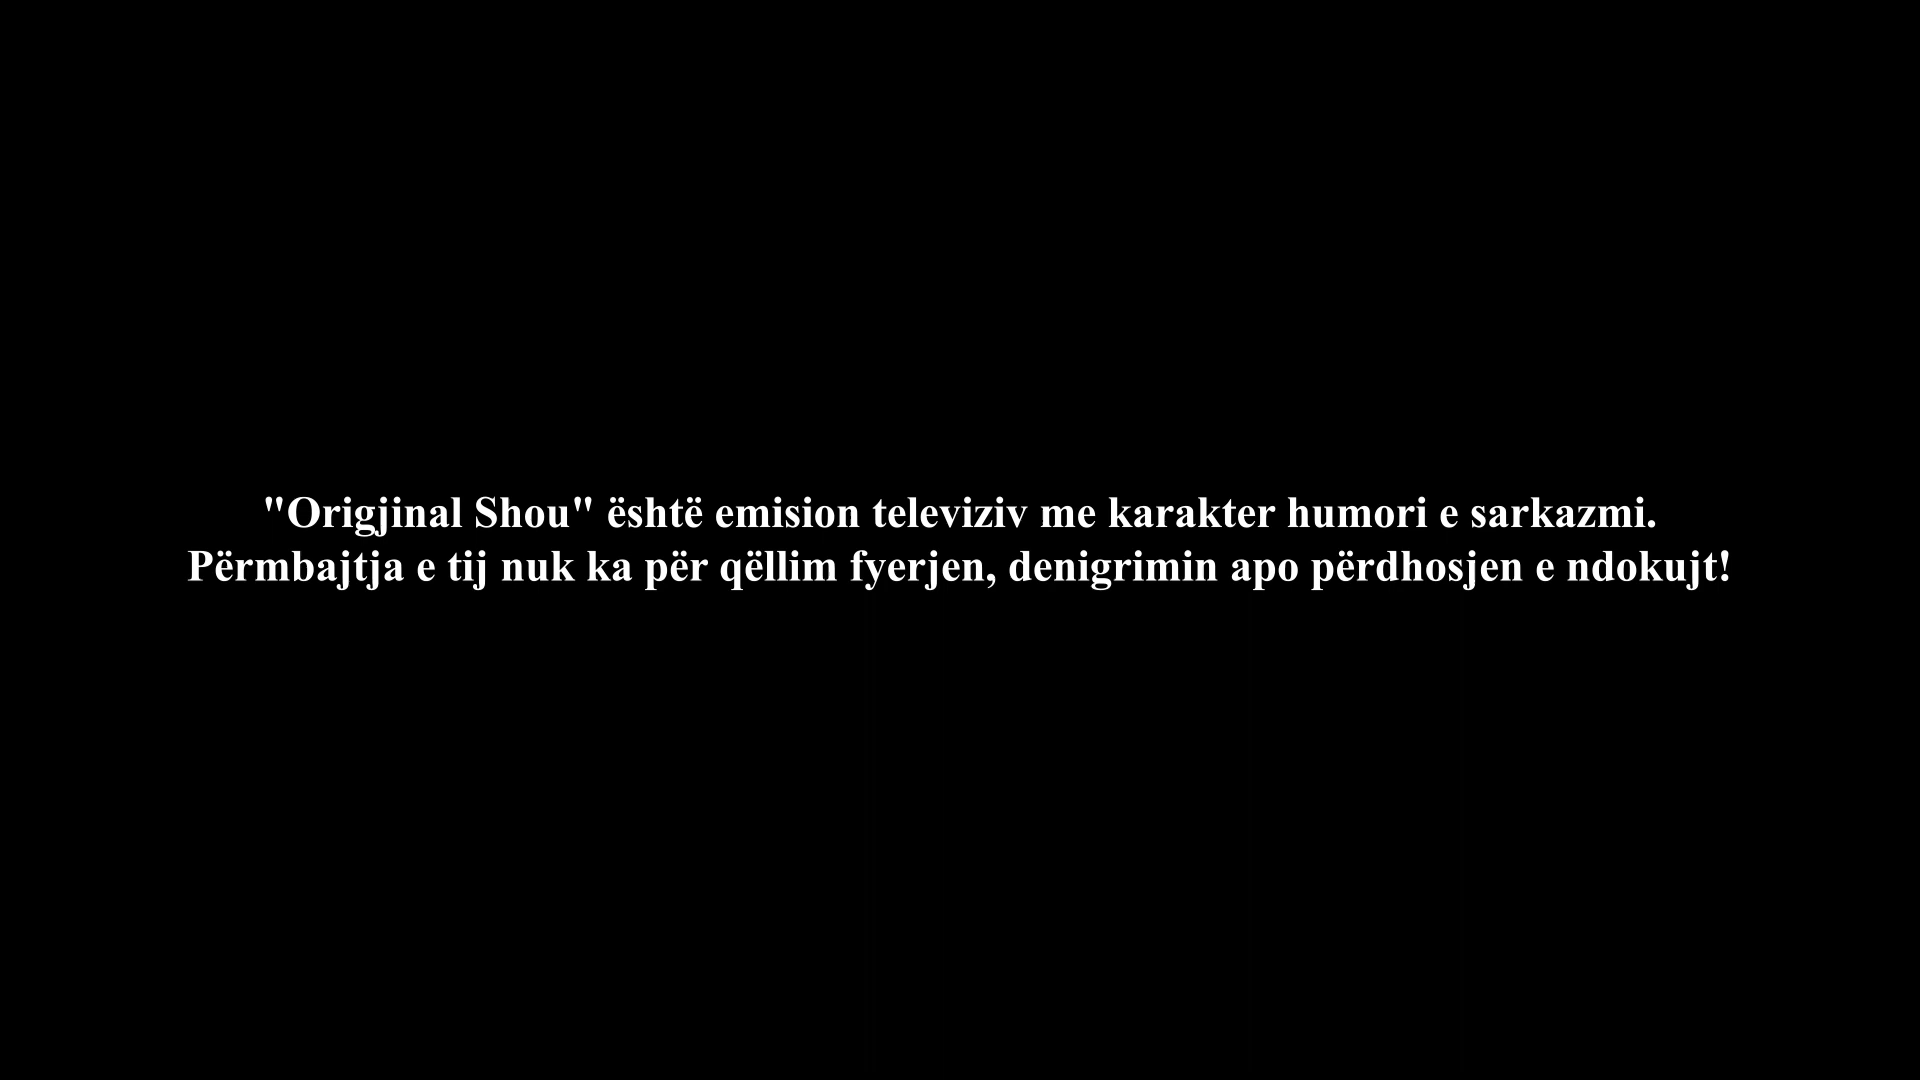 "Origjinal Shou" është emision televiziv me karakter humori e sarkazmi.
Përmbajtja e tij nuk ka për qëllim fyerjen, denigrimin apo përdhosjen e ndokujt!